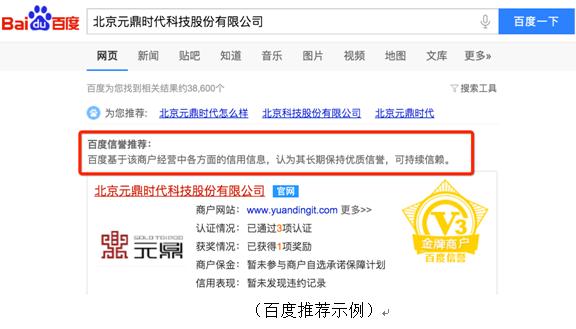 Bai du 百度
北京元鼎时代科技股份有限公司
百度一下
网页 新闻 贴吧 知道 音乐 图片 视频 地图 文库 更多»
百度为您找到相关结果约38,600个
搜索工具
为您推荐： 北京元鼎时代怎么样 北京科技股份有限公司 北京元鼎时代
百度信誉推荐：
百度基于该商户经营中各方面的信用信息，认为其长期保持优质信誉，可持续信赖。
北京元鼎时代科技股份有限公司 官网
商户网站： www.yuandingit.com 更多>>
认证情况： 已通过3项认证
获奖情况： 已获得1项奖励
商户保金： 暂未参与商户自选承诺保障计划
信用表现： 暂未发现违约记录
元鼎
V3
金牌商户
百度信誉
（百度推荐示例）